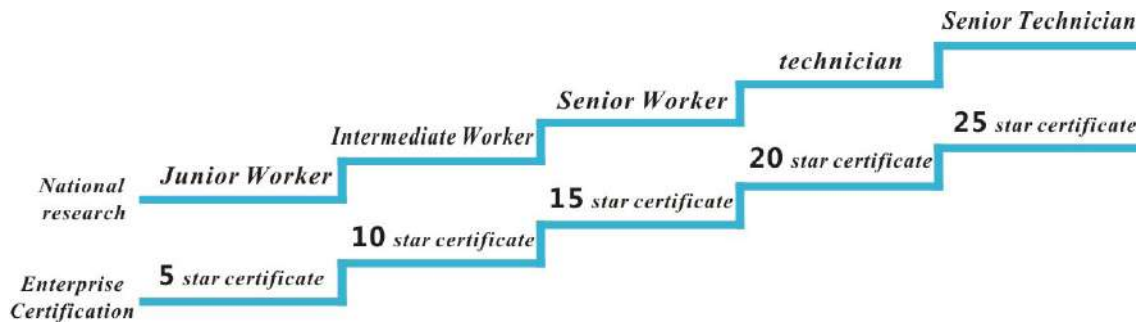 Senior Technician
technician
Senior Worker
Intermediate Worker
Junior Worker
National
research
25 star certificate
20 star certificate
15 star certificate
10 star certificate
5 star certificate
Enterprise
Certification